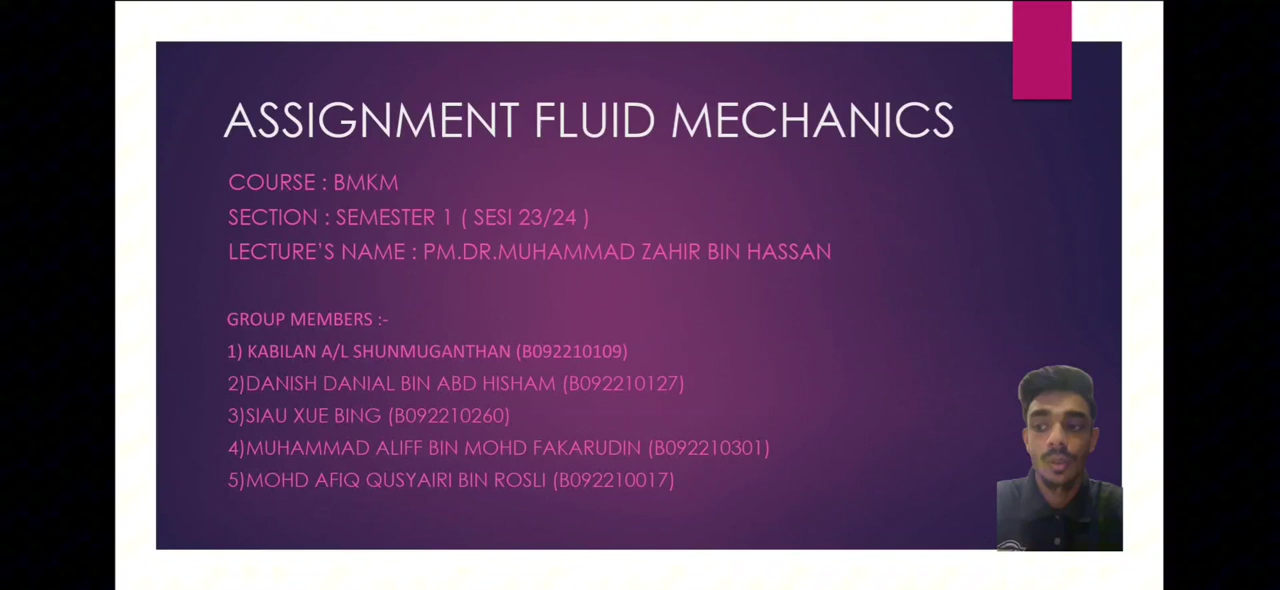 ASSIGNMENT FLUID MECHANICS
COURSE : BMKM
SECTION : SEMESTER 1 ( SESI 23/24 )
LECTURE’S NAME : PM.DR.MUHAMMAD ZAHIR BIN HASSAN
GROUP MEMBERS :-
1) KABILAN A/L SHUNMUGANTHAN (B092210109)
2)DANISH DANIAL BIN ABD HISHAM (B092210127)
3)SIAU XUE BING (B092210260)
4)MUHAMMAD ALIFF BIN MOHD FAKARUDIN (B092210301)
5)MOHD AFIQ QUSYAIRI BIN ROSLI (B092210017)